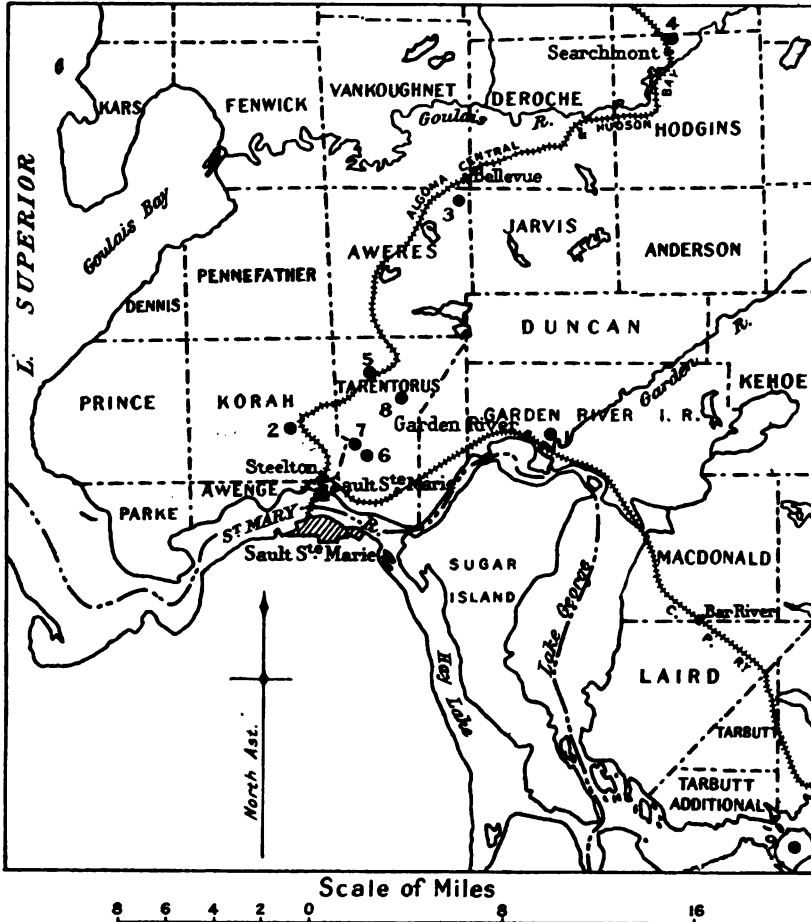 4
Searchmont
KARS
FENWICK
VANKOUGHNET
DEROCHE
HODGINS
Goulais
R.
ALGOMA CENTRAL
&
HUSDON
BAY
R.
Bellevue
3
L. SUPERIOR
Goulais Bay
PENNEFATHER
AWERES
JARVIS
ANDERSON
DENNIS
DUNCAN
Garden
R.
PRINCE
KORAH
5
TARENTORUS
8
KEHOE
2
7
6
Garden River
GARDEN RIVER I. R.
Steelton
AWENGE
Sault Ste Marie
PARKE
ST MARY
R.
Sault Ste Marie
SUGAR
ISLAND
Lake George
MACDONALD
Bar River
C. P. RY
LAIRD
Hay
Lake
TARBUTT
TARBUTT
ADDITIONAL
North Ast.
Scale of Miles
8 6 4 2 0 8 16